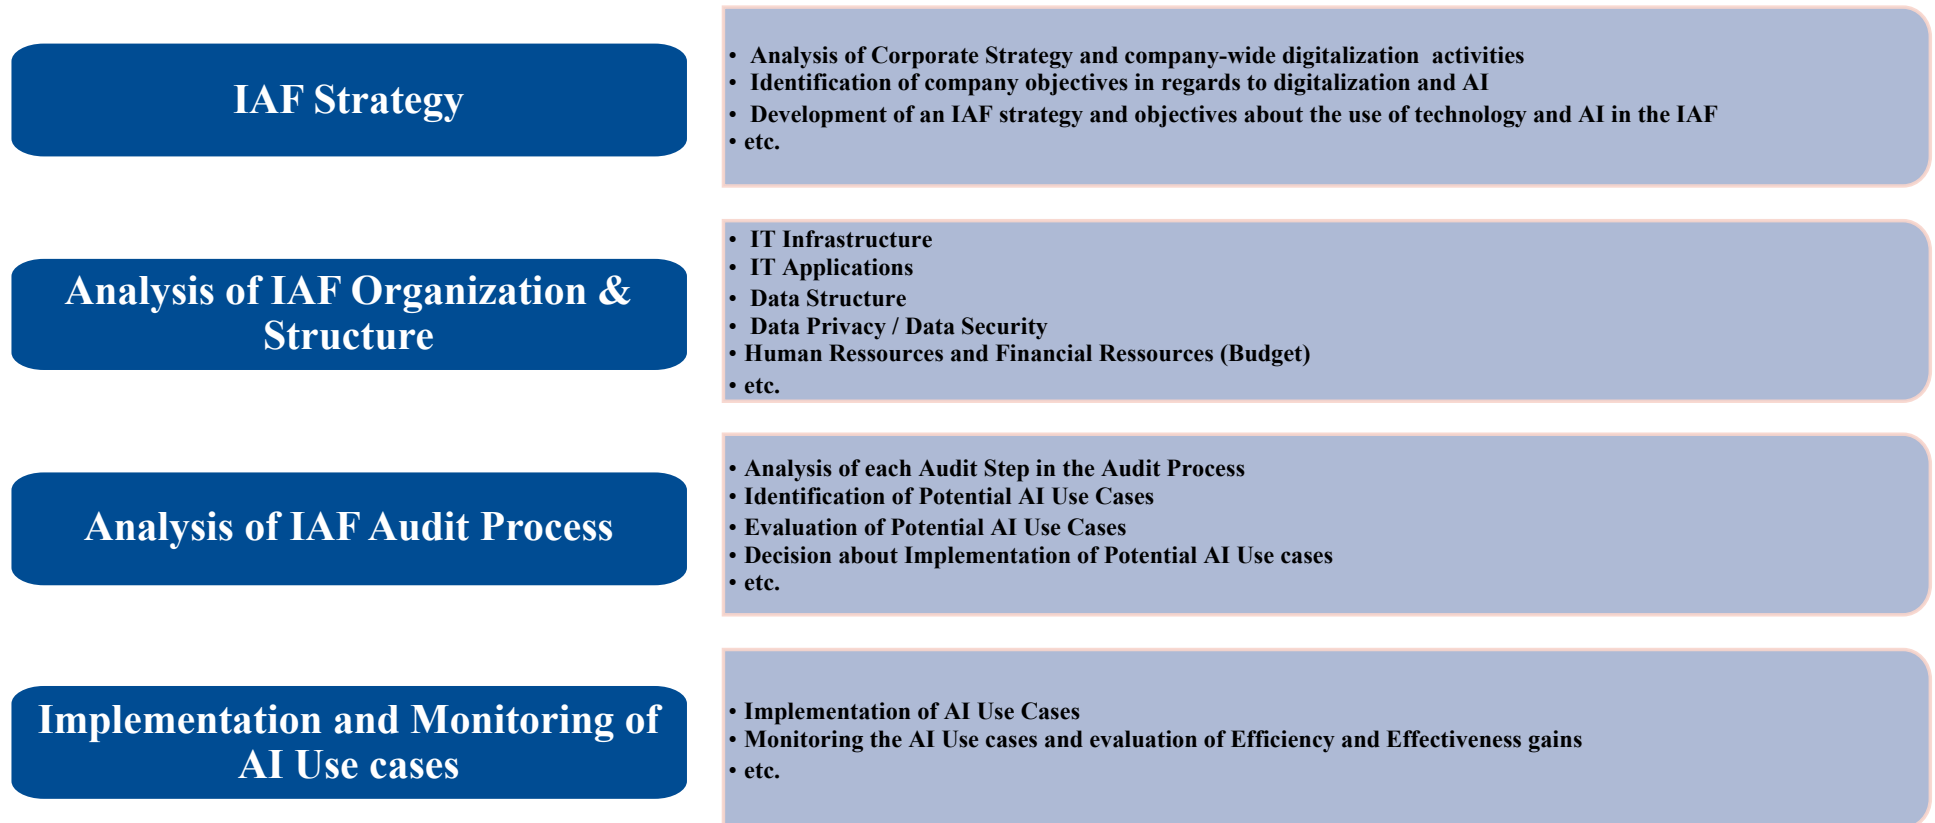 IAF Strategy
• Analysis of Corporate Strategy and company-wide digitalization activities
• Identification of company objectives in regards to digitalization and AI
• Development of an IAF strategy and objectives about the use of technology and AI in the IAF
• etc.
Analysis of IAF Organization &
Structure
• IT Infrastructure
• IT Applications
• Data Structure
• Data Privacy / Data Security
• Human Ressources and Financial Ressources (Budget)
• etc.
Analysis of IAF Audit Process
• Analysis of each Audit Step in the Audit Process
• Identification of Potential AI Use Cases
• Evaluation of Potential AI Use Cases
• Decision about Implementation of Potential AI Use cases
• etc.
Implementation and Monitoring of
AI Use cases
• Implementation of AI Use Cases
• Monitoring the AI Use cases and evaluation of Efficiency and Effectiveness gains
• etc.